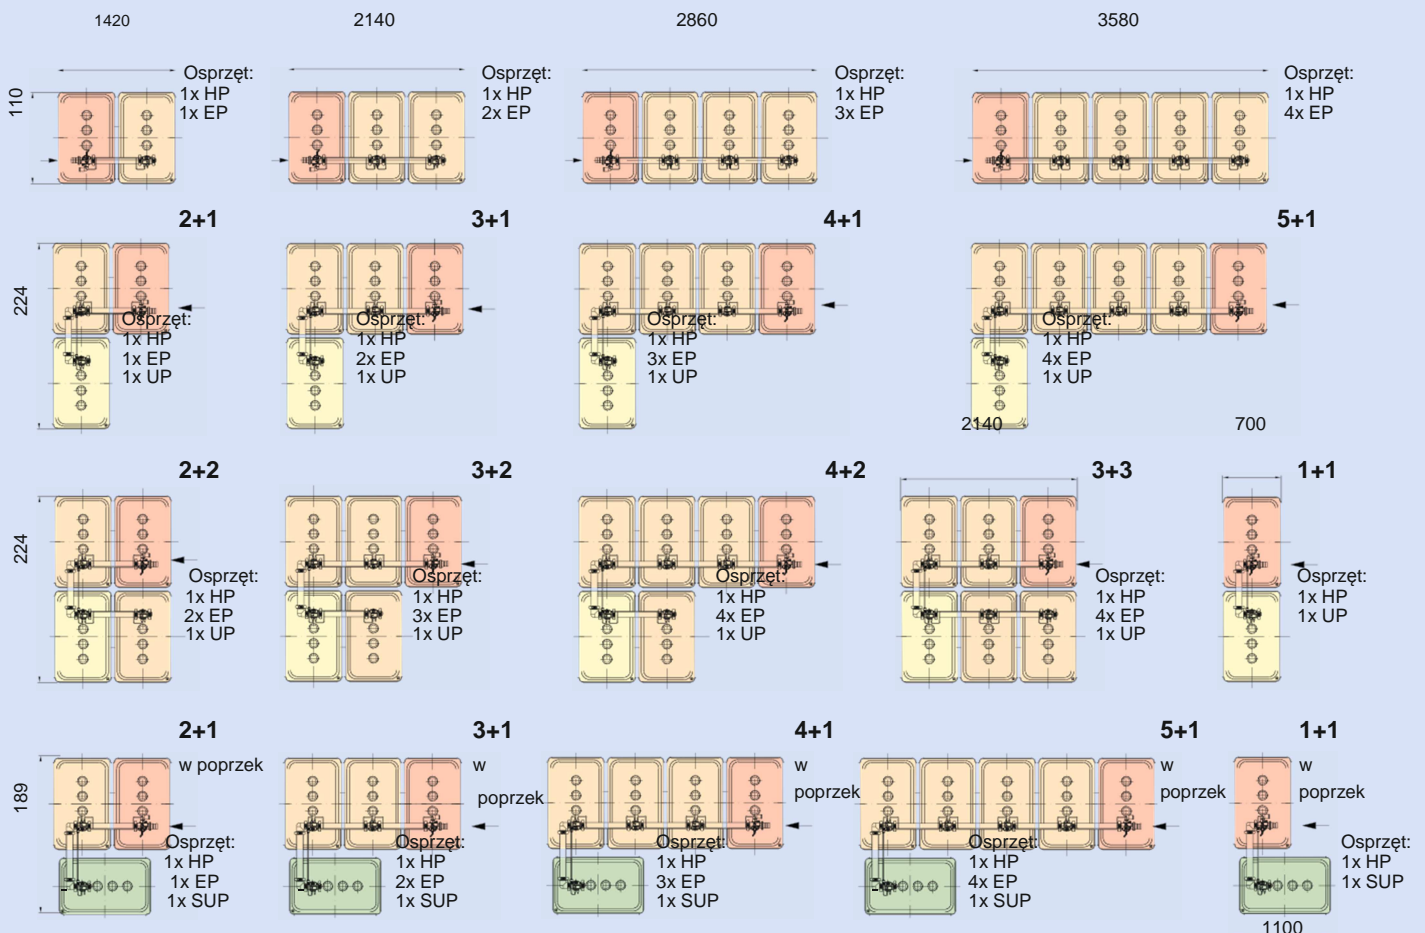 1420
2140
2860
3580
110
Osprzęt:
1x HP
1x EP
Osprzęt:
1x HP
2x EP
Osprzęt:
1x HP
3x EP
Osprzęt:
1x HP
4x EP
2+1
3+1
4+1
5+1
224
Osprzęt:
1x HP
1x EP
1x UP
Osprzęt:
1x HP
2x EP
1x UP
Osprzęt:
1x HP
3x EP
1x UP
Osprzęt:
1x HP
4x EP
1x UP
2140
700
2+2
3+2
4+2
3+3
1+1
224
Osprzęt:
1x HP
2x EP
1x UP
Osprzęt:
1x HP
3x EP
1x UP
Osprzęt:
1x HP
4x EP
1x UP
Osprzęt:
1x HP
4x EP
1x UP
Osprzęt:
1x HP
1x UP
2+1
w poprzek
3+1
w
poprzek
4+1
w
poprzek
5+1
w
poprzek
1+1
w
poprzek
189
Osprzęt:
1x HP
1x EP
1x SUP
Osprzęt:
1x HP
2x EP
1x SUP
Osprzęt:
1x HP
3x EP
1x SUP
Osprzęt:
1x HP
4x EP
1x SUP
Osprzęt:
1x HP
1x SUP
1100